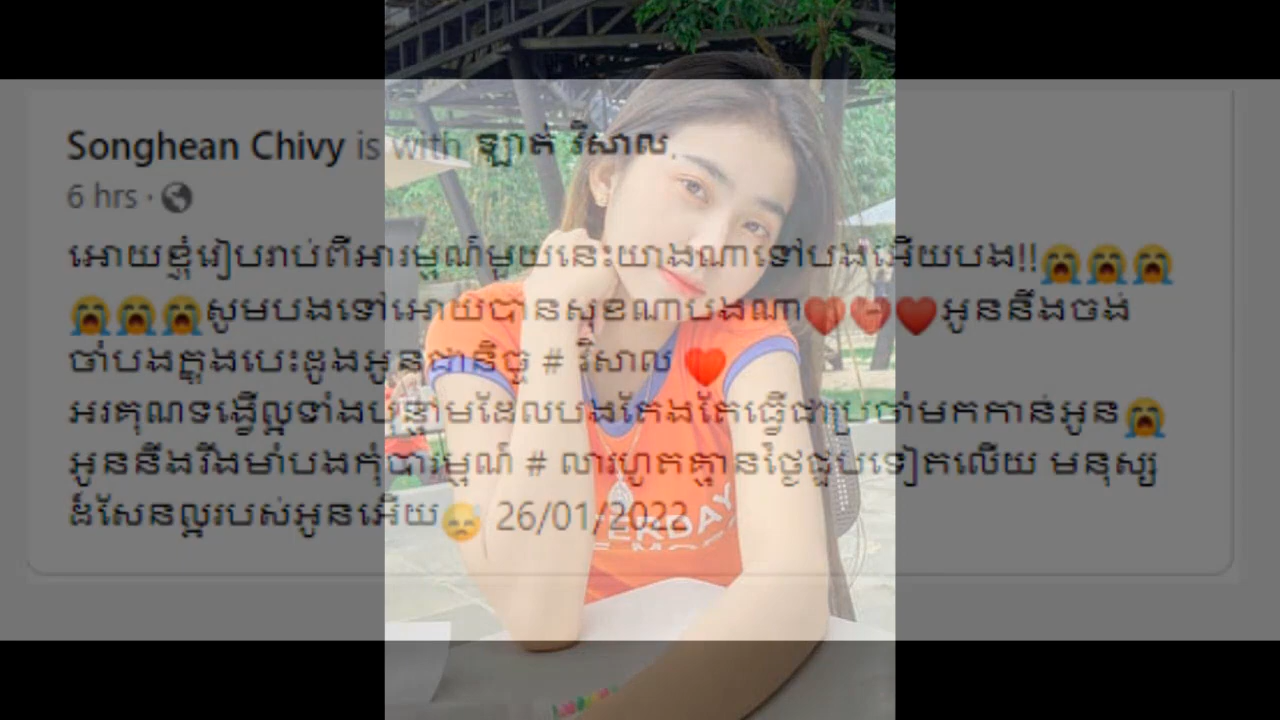 Songhean Chivy is with ឡាត់ វិសាល.
6 hrs ·
អោយខ្ញុំរៀបរាប់ពីអារម្មណ៍មួយនេះយាងណាទៅបងអើយបង!!😭😭😭
😭😭😭សូមបងទៅអោយបានសុខណាបងណា❤️❤️❤️អូននឹងចង់
ចាំបងក្នុងបេះដូងអូនជានិច្ច # វិសាល ❤️
អរគុណទង្វើល្អទាំងបន្ទាមដែលបងតែងតែធ្វើជាប្រចាំមកកាន់អូន😭
អូននឹងរឹងមាំបងកុំបារម្មណ៍ # លារហូតគ្មានថ្ងៃជួបទៀតលើយ មនុស្ស
ដ៏សែនល្អរបស់អូនអើយ😓 26/01/2022